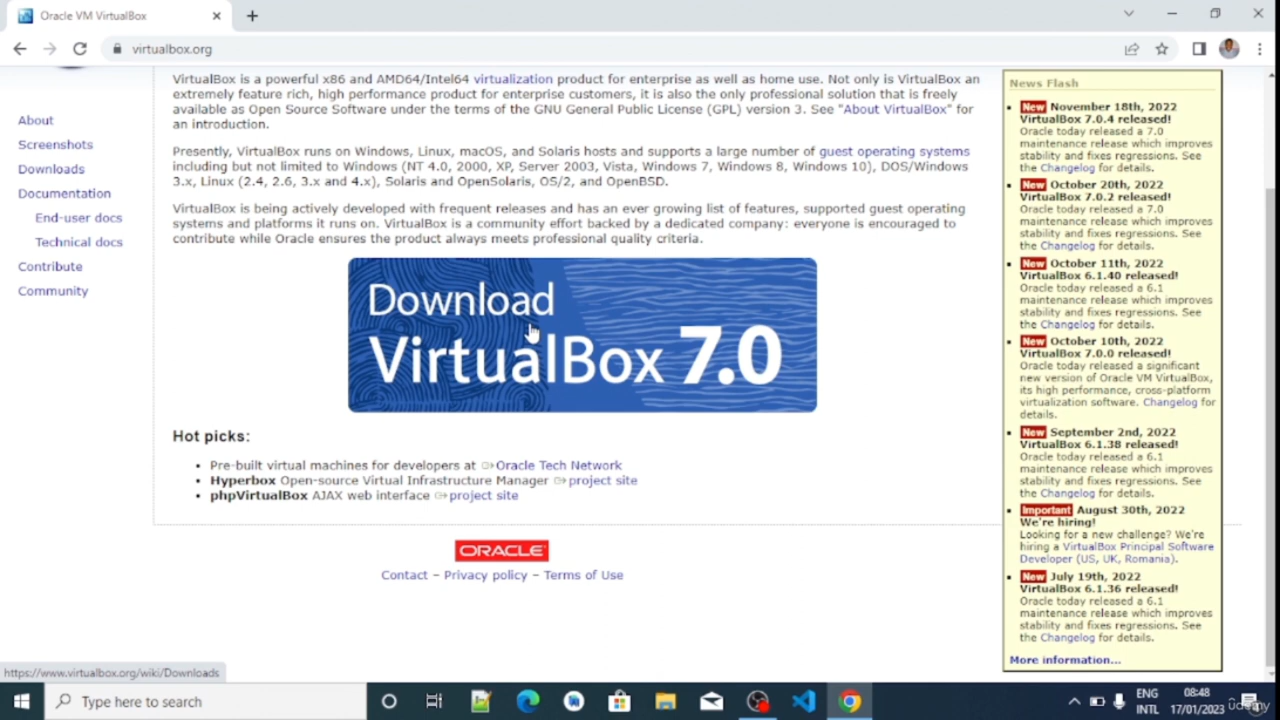 Oracle VM VirtualBox
virtualbox.org
VirtualBox is a powerful x86 and AMD64/Intel64 virtualization product for enterprise as well as home use. Not only is VirtualBox an
extremely feature rich, high performance product for enterprise customers, it is also the only professional solution that is freely
available as Open Source Software under the terms of the GNU General Public License (GPL) version 3. See "About VirtualBox" for
an introduction.
Presently, VirtualBox runs on Windows, Linux, macOS, and Solaris hosts and supports a large number of guest operating systems
including but not limited to Windows (NT 4.0, 2000, XP, Server 2003, Vista, Windows 7, Windows 8, Windows 10), DOS/Windows
3.x, Linux (2.4, 2.6, 3.x and 4.x), Solaris and OpenSolaris, OS/2, and OpenBSD.
VirtualBox is being actively developed with frequent releases and has an ever growing list of features, supported guest operating
systems and platforms it runs on. VirtualBox is a community effort backed by a dedicated company: everyone is encouraged to
contribute while Oracle ensures the product always meets professional quality criteria.
About
Screenshots
Downloads
Documentation
End-user docs
Technical docs
Contribute
Community
Download
VirtualBox 7.0
Hot picks:
• Pre-built virtual machines for developers at Oracle Tech Network
• Hyperbox Open-source Virtual Infrastructure Manager project site
• phpVirtualBox AJAX web interface project site
ORACLE
Contact – Privacy policy – Terms of Use
News Flash
New November 18th, 2022
VirtualBox 7.0.4 released!
Oracle today released a 7.0
maintenance release which improves
stability and fixes regressions. See
the Changelog for details.
New October 20th, 2022
VirtualBox 7.0.2 released!
Oracle today released a 7.0
maintenance release which improves
stability and fixes regressions. See
the Changelog for details.
New October 11th, 2022
VirtualBox 6.1.40 released!
Oracle today released a 6.1
maintenance release which improves
stability and fixes regressions. See
the Changelog for details.
New October 10th, 2022
VirtualBox 7.0.0 released!
Oracle today released a significant
new version of Oracle VM VirtualBox,
its high performance, cross-platform
virtualization software. Changelog for
details.
New September 2nd, 2022
VirtualBox 6.1.38 released!
Oracle today released a 6.1
maintenance release which improves
stability and fixes regressions. See
the Changelog for details.
Important August 30th, 2022
We're hiring!
Looking for a new challenge? We're
hiring a VirtualBox Principal Software
Developer (US, UK, Romania).
New July 19th, 2022
VirtualBox 6.1.36 released!
Oracle today released a 6.1
maintenance release which improves
stability and fixes regressions. See
the Changelog for details.
More information...
https://www.virtualbox.org/wiki/Downloads
Type here to search
ENG
INTL
08:48
17/01/2023
udemy